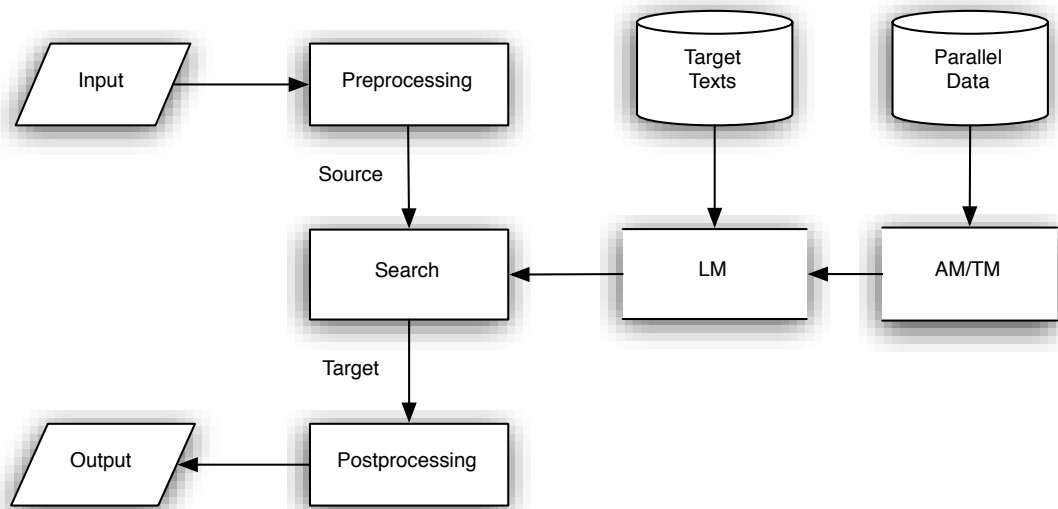 Input
Preprocessing
Target
Texts
Parallel
Data
Source
Search
LM
AM/TM
Target
Output
Postprocessing